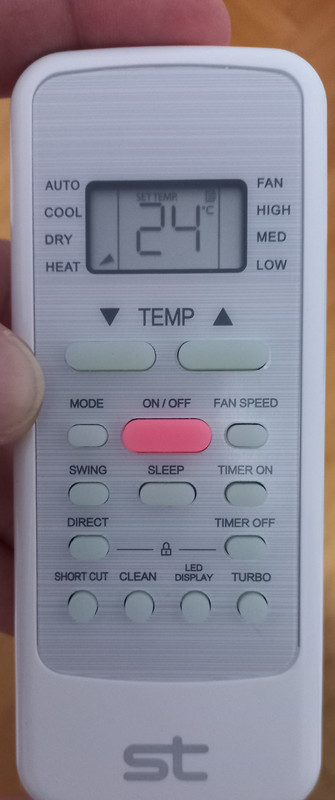 AUTO
SET TEMP.
FAN
COOL
24°C
HIGH
DRY
MED
HEAT
LOW
▼ TEMP ▲
MODE ON / OFF FAN SPEED
SWING SLEEP TIMER ON
DIRECT TIMER OFF
SHORT CUT CLEAN LED DISPLAY TURBO
st